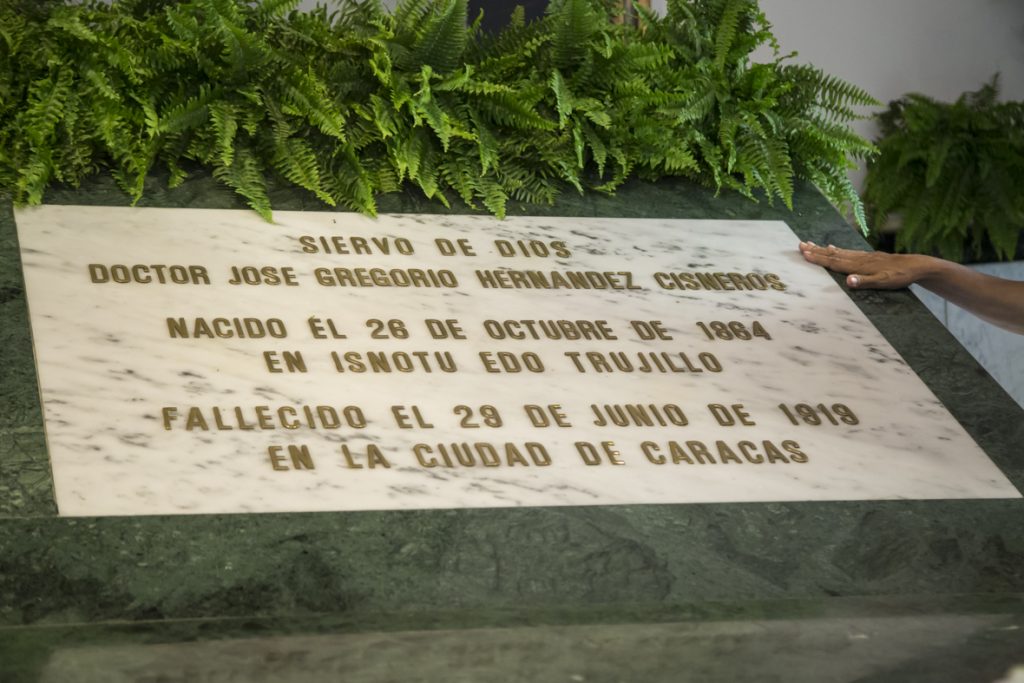 SIERVO DE DIOS
DOCTOR JOSE GREGORIO HERNANDEZ CISNEROS
NACIDO EL 26 DE OCTUBRE DE 1864
EN ISNOTU EDO TRUJILLO
FALLECIDO EL 29 DE JUNIO DE 1919
EN LA CIUDAD DE CARACAS